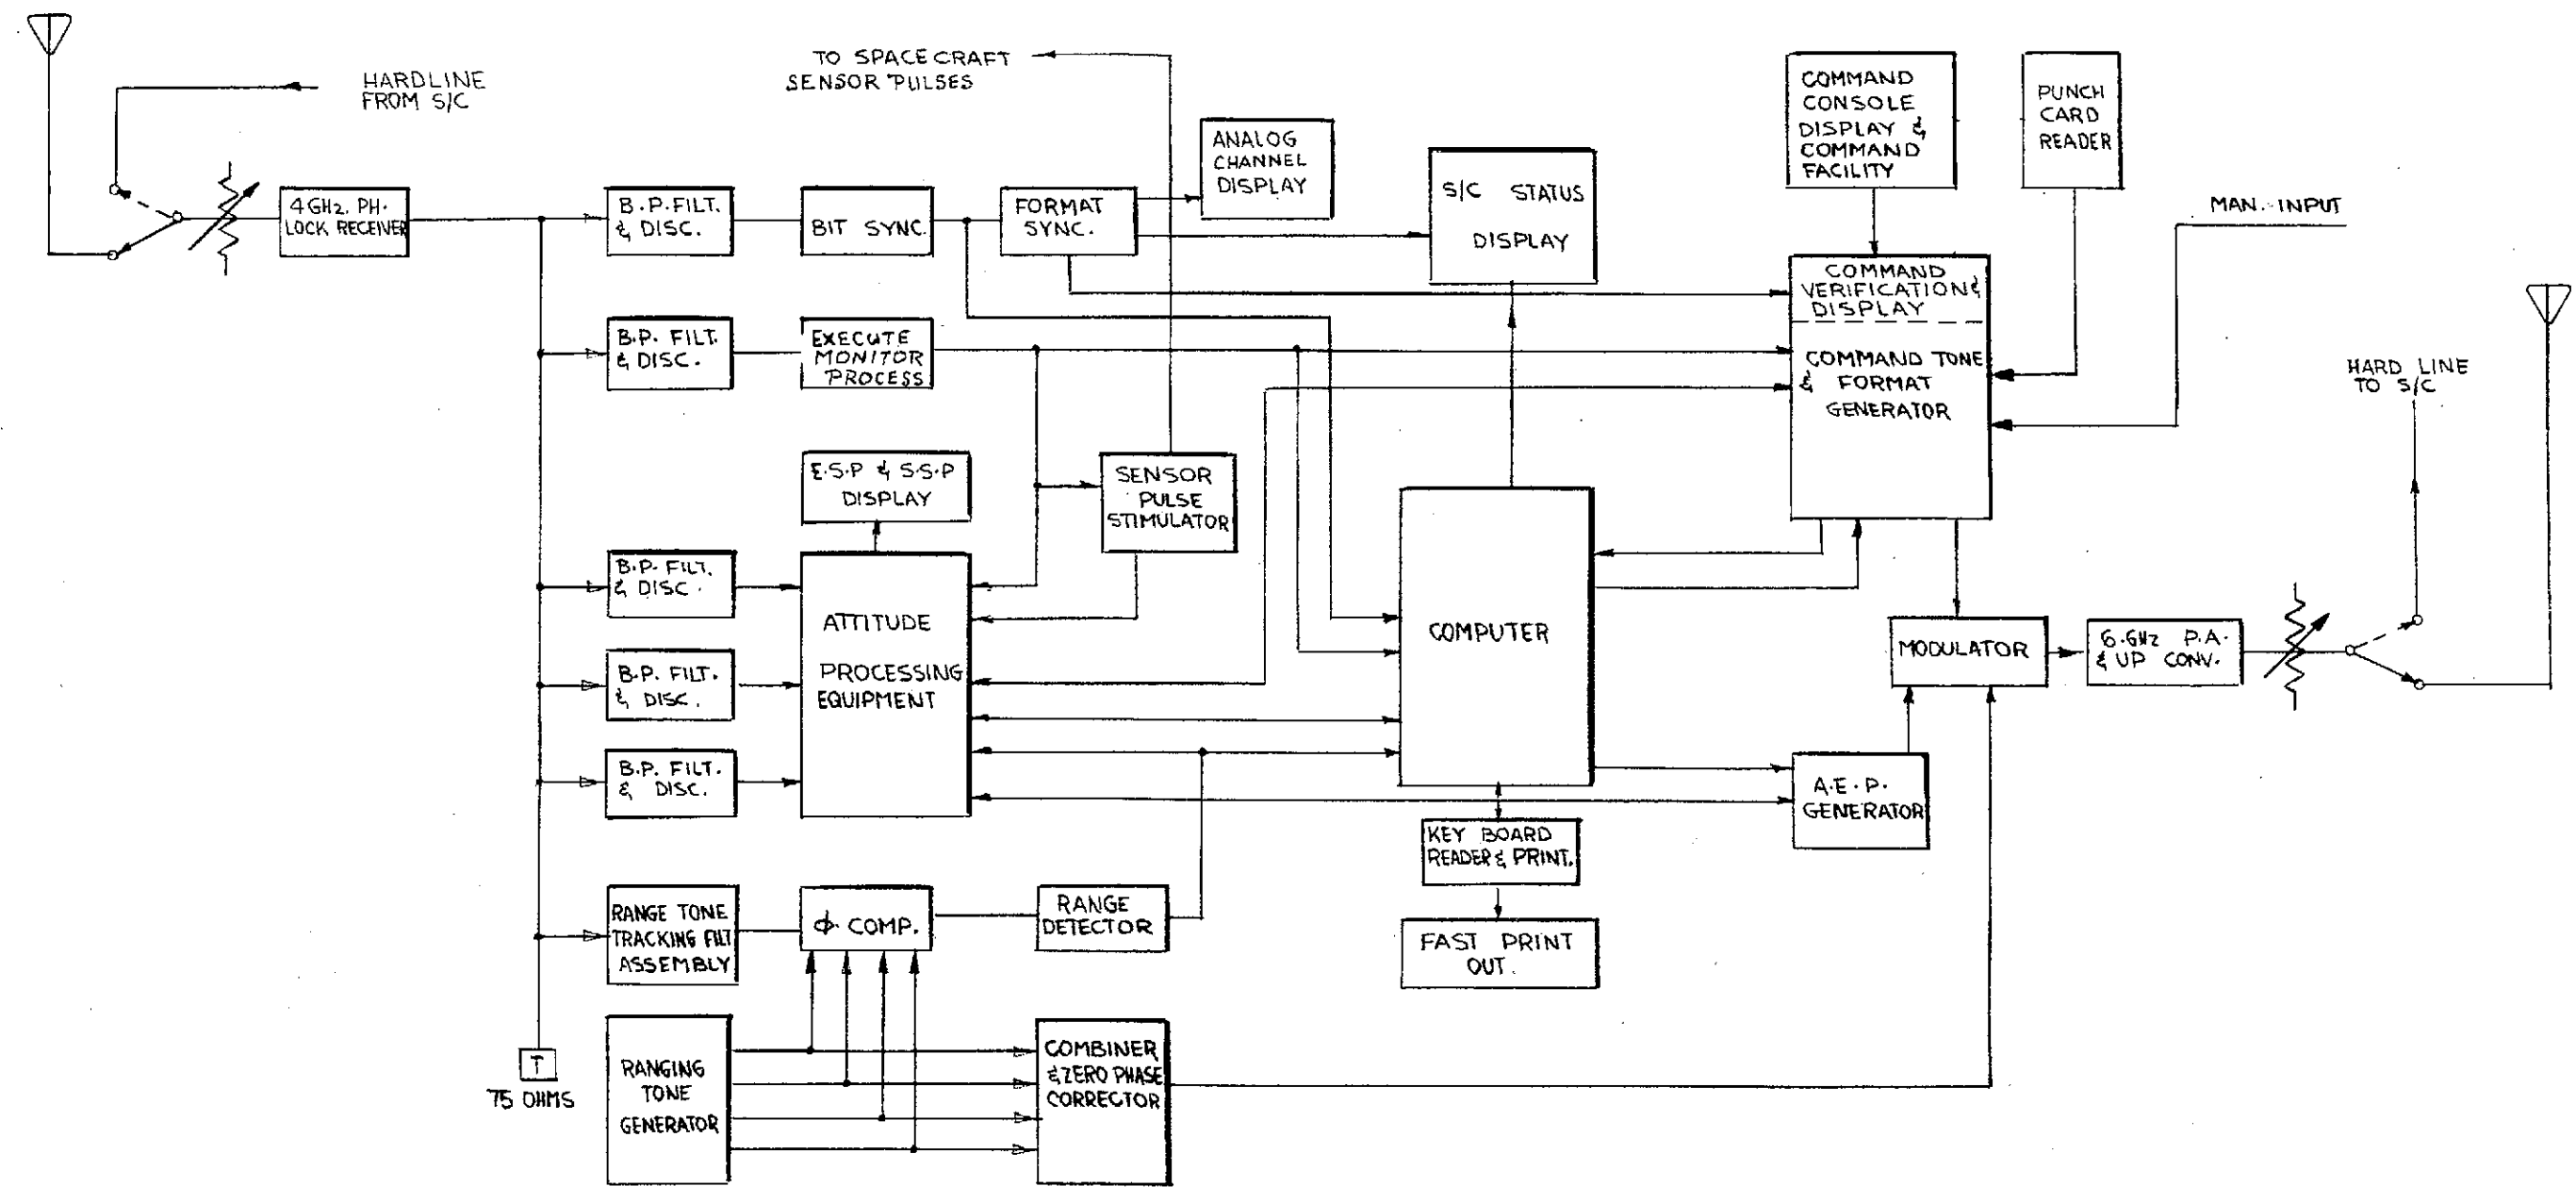 HARDLINE
FROM S/C
TO SPACECRAFT
SENSOR PULSES
4GHZ. PH.
LOCK RECEIVER
B.P.FILT.
& DISC.
BIT SYNC.
FORMAT
SYNC.
ANALOG
CHANNEL
DISPLAY
S/C STATUS
DISPLAY
COMMAND
CONSOLE
DISPLAY &
COMMAND
FACILITY
PUNCH
CARD
READER
MAN. INPUT
COMMAND
VERIFICATION &
DISPLAY
COMMAND TONE
& FORMAT
GENERATOR
B.P. FILT.
& DISC.
EXECUTE
MONITOR
PROCESS
HARD LINE
TO S/C
E.S.P & S.S.P
DISPLAY
SENSOR
PULSE
STIMULATOR
B.P. FILT.
& DISC.
ATTITUDE
PROCESSING
EQUIPMENT
COMPUTER
B.P. FILT.
& DISC.
MODULATOR
6.GHZ P.A.
& UP CONV.
B.P. FILT.
& DISC.
A.E.P.
GENERATOR
KEY BOARD
READER & PRINT.
RANGE TONE
TRACKING FILT
ASSEMBLY
ϕ COMP.
RANGE
DETECTOR
FAST PRINT
OUT.
T
75 OHMS
RANGING
TONE
GENERATOR
COMBINER
& ZERO PHASE
CORRECTOR